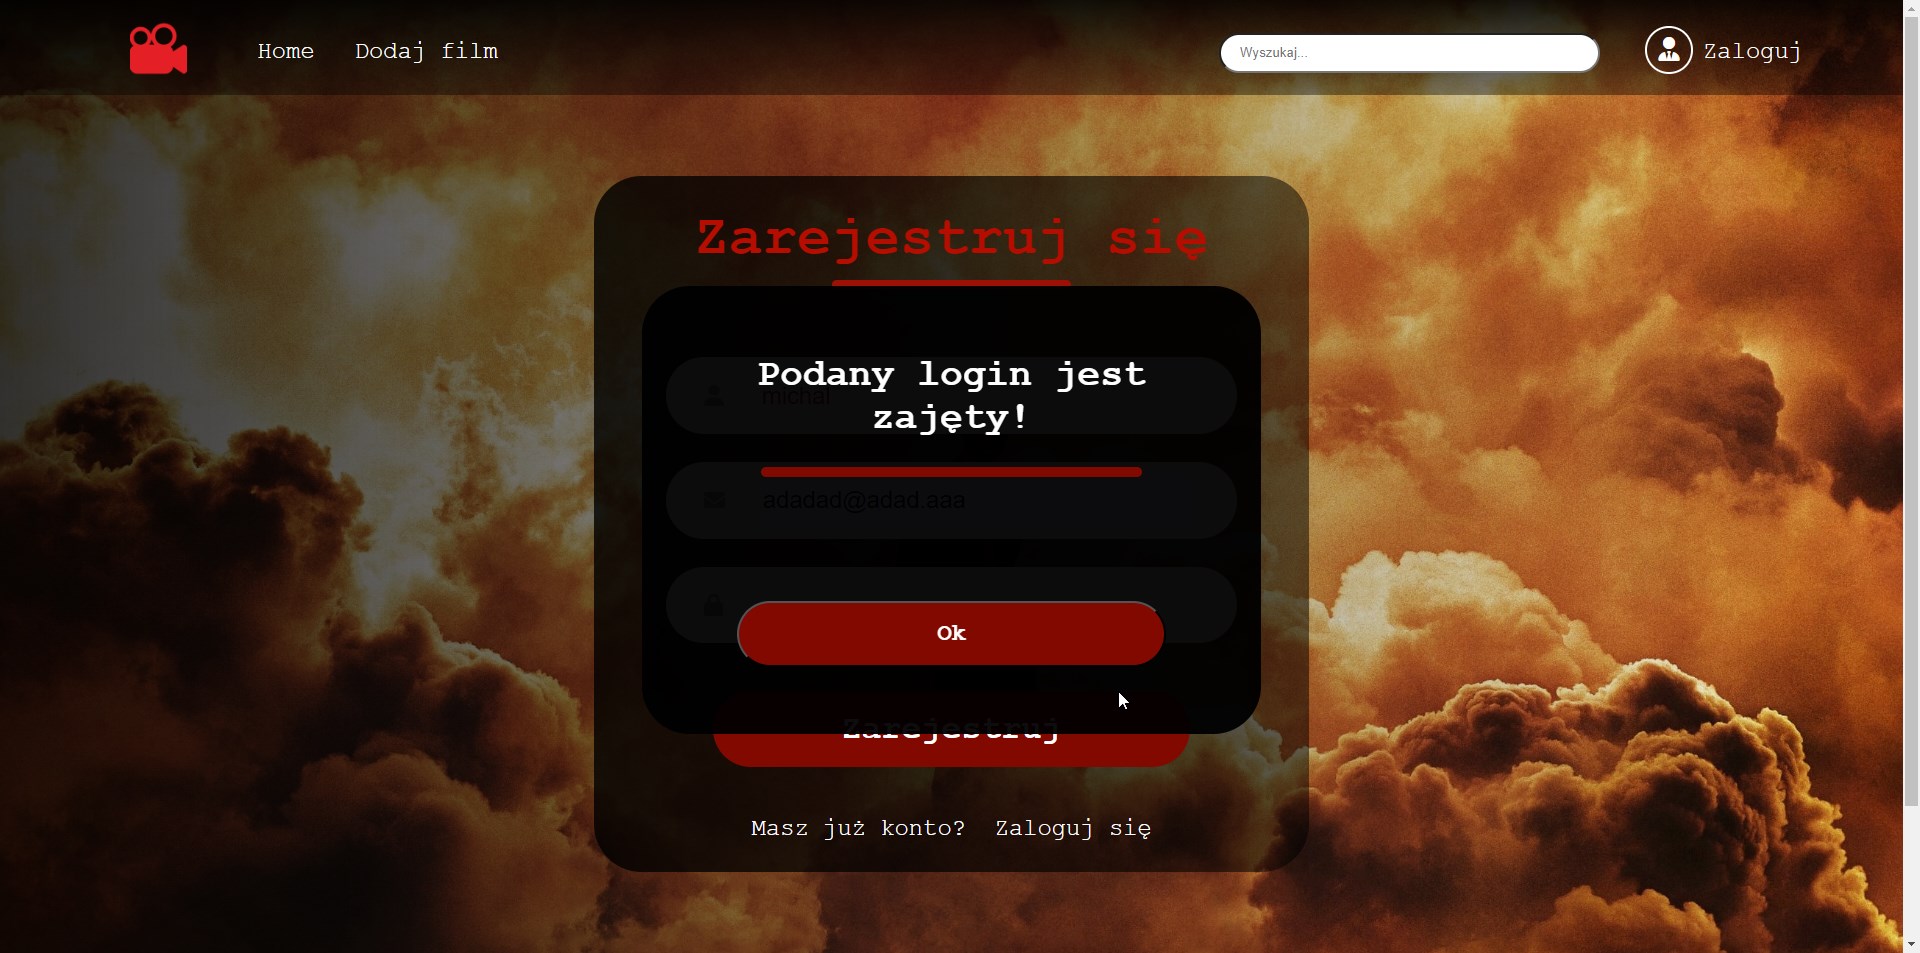 Home Dodaj film Wyszukaj... Zaloguj
Zarejestruj się
Podany login jest
michal
zajęty!
adadad@adad.aaa
Ok
Zarejestruj
Masz już konto? Zaloguj się